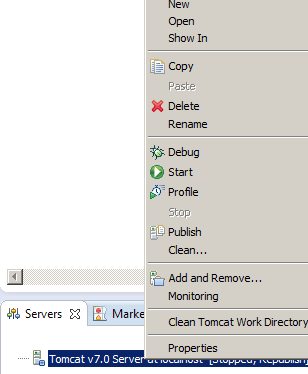 New
Open
Show In
Copy
Paste
Delete
Rename
Debug
Start
Profile
Stop
Publish
Clean...
Add and Remove...
Monitoring
Clean Tomcat Work Directory
Properties
Servers
Marke
Tomcat v7.0 Server at localhost [Stopped, Republish